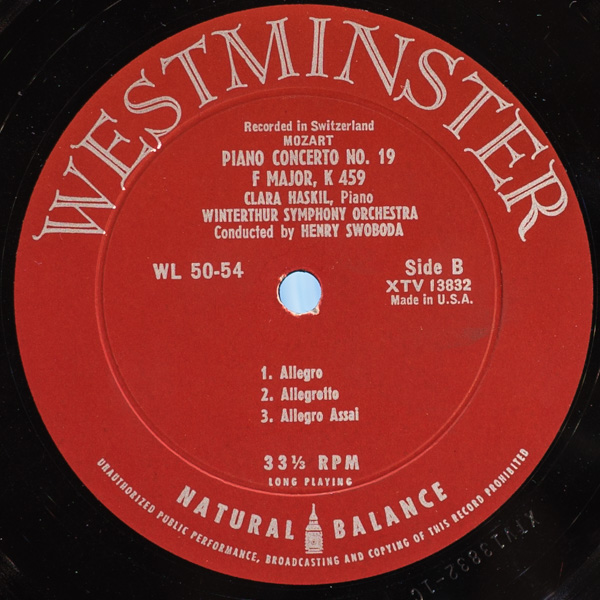 WESTMINSTER
Recorded in Switzerland
MOZART
PIANO CONCERTO NO. 19
F MAJOR, K 459
CLARA HASKIL, Piano
WINTERTHUR SYMPHONY ORCHESTRA
Conducted by HENRY SWOBODA
WL 50-54
Side B
XTV 13832
Made in U.S.A.
1. Allegro
2. Allegretto
3. Allegro Assai
33⅓ RPM
LONG PLAYING
NATURAL BALANCE
UNAUTHORIZED PUBLIC PERFORMANCE, BROADCASTING AND COPYING OF THIS RECORD PROHIBITED